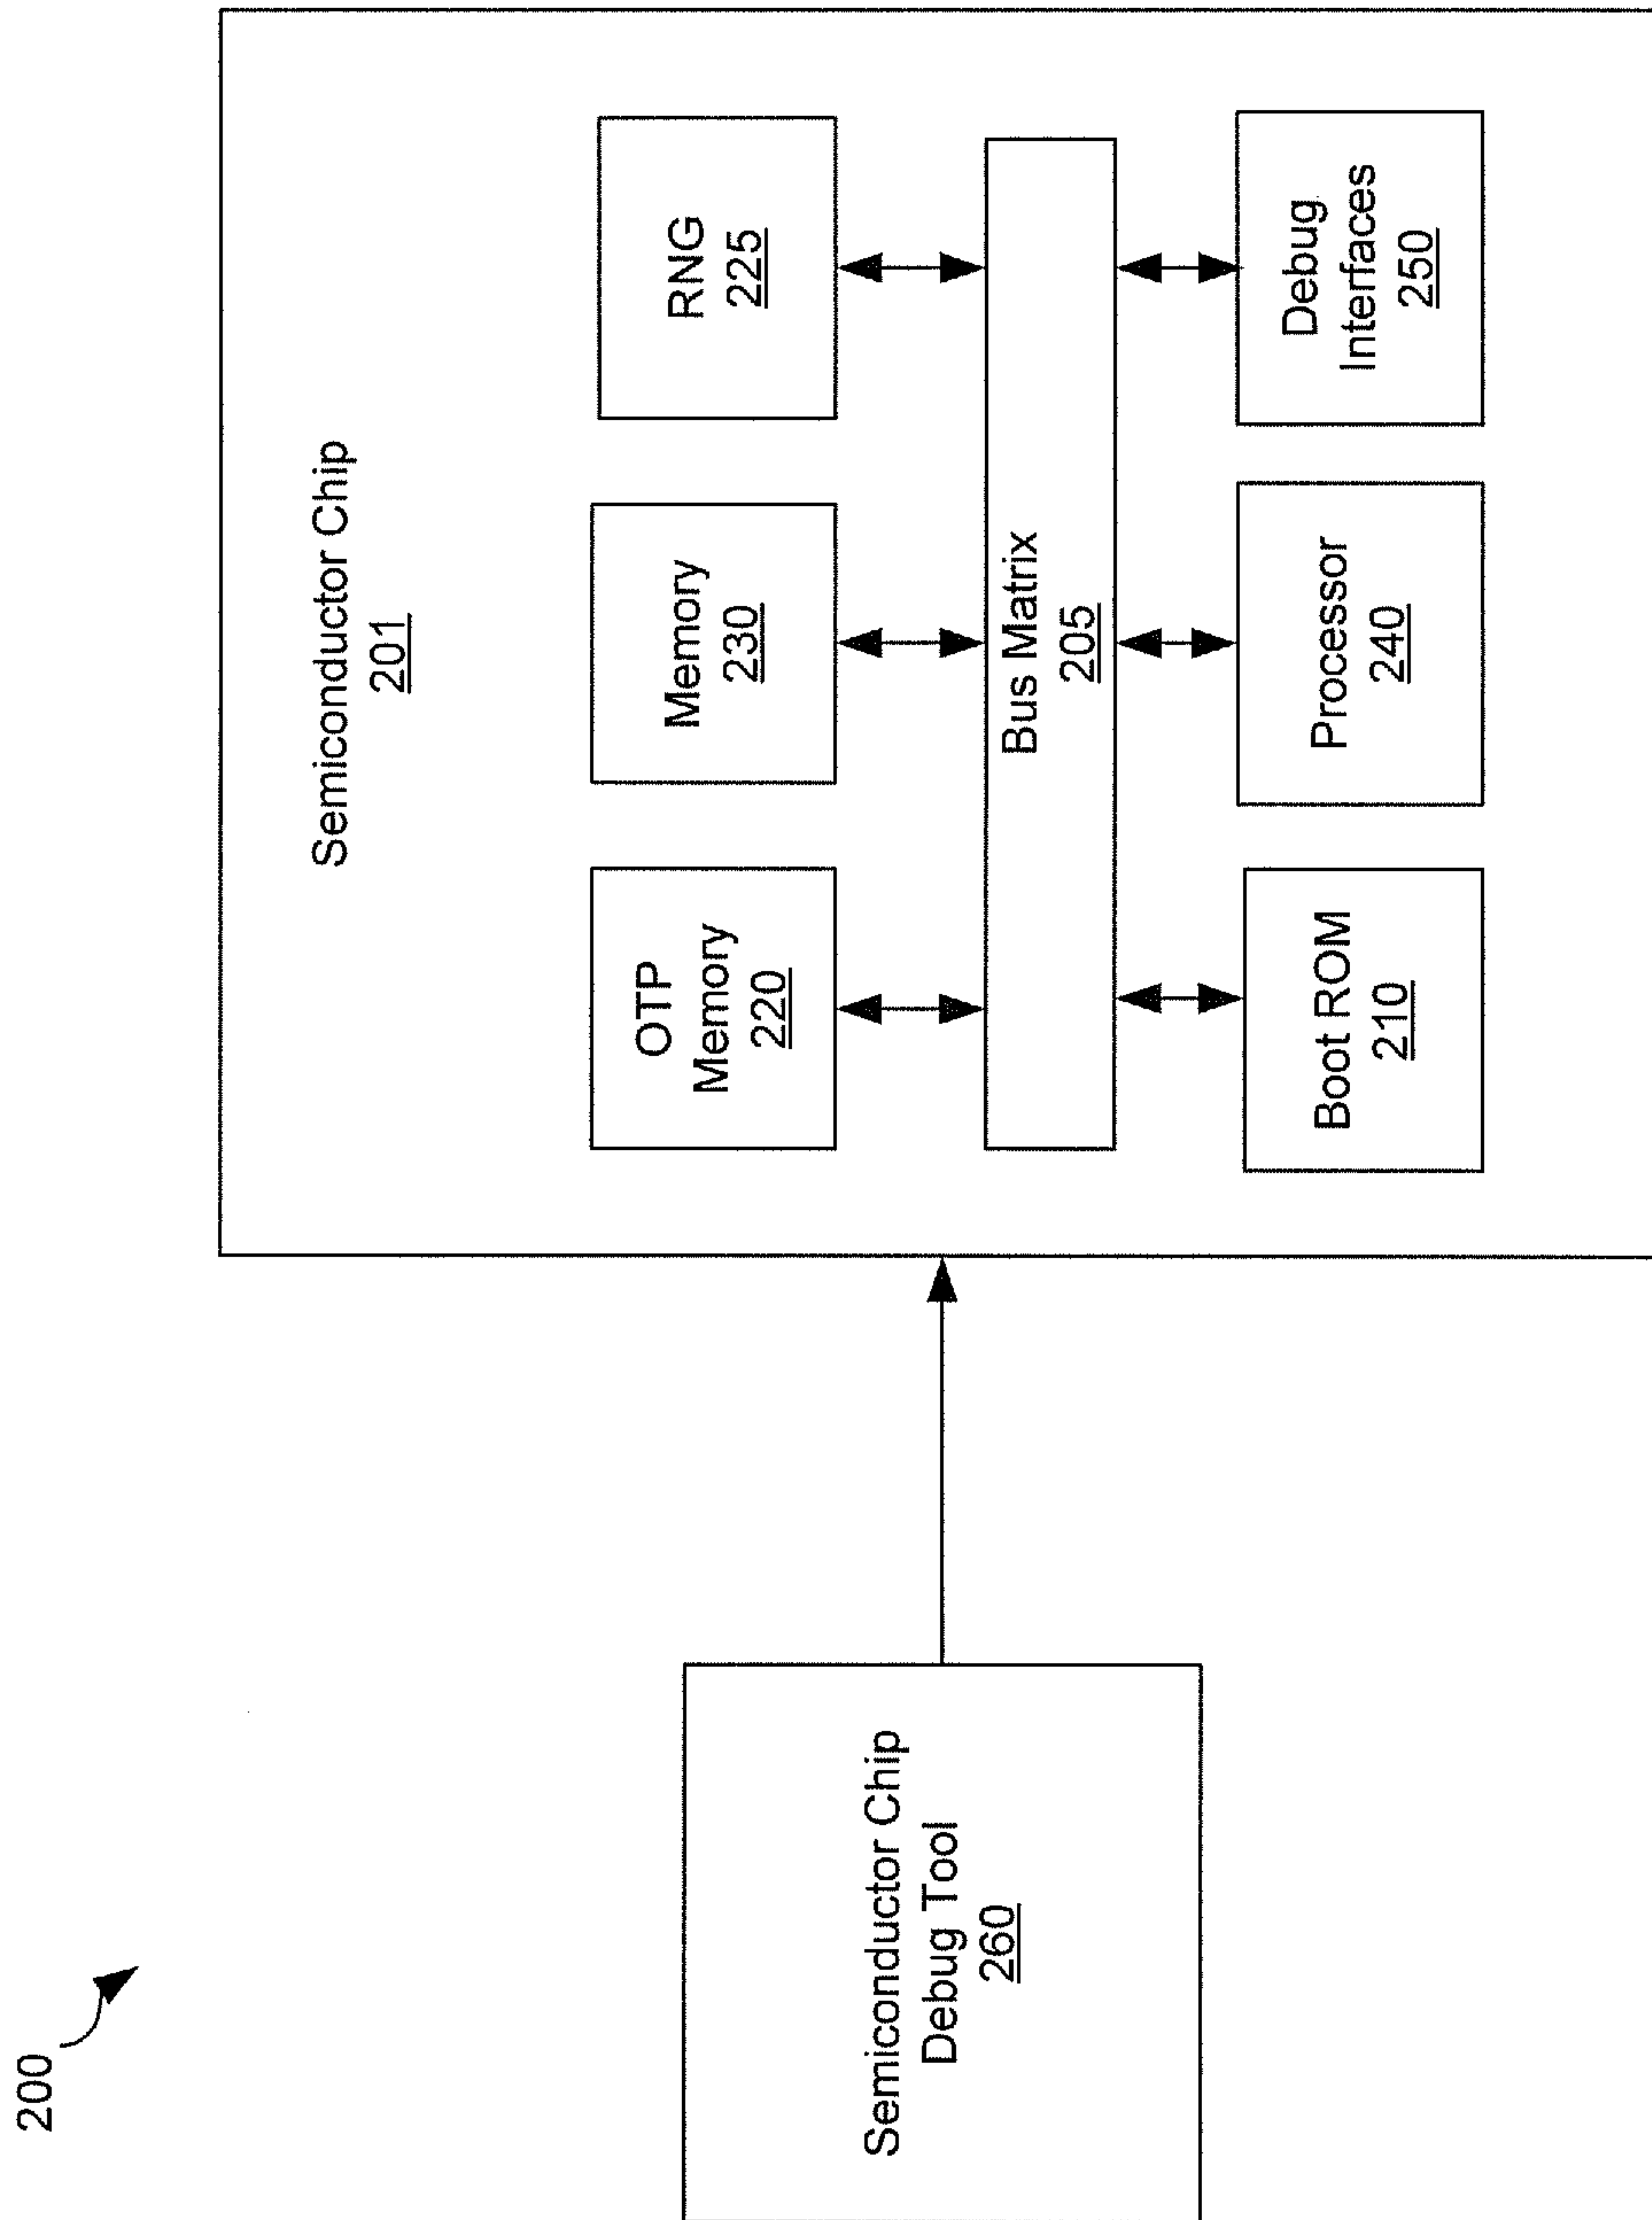 200
Semiconductor Chip
Debug Tool
260
Semiconductor Chip
201
OTP
Memory
220
Memory
230
RNG
225
Bus Matrix
205
Boot ROM
210
Processor
240
Debug
Interfaces
250